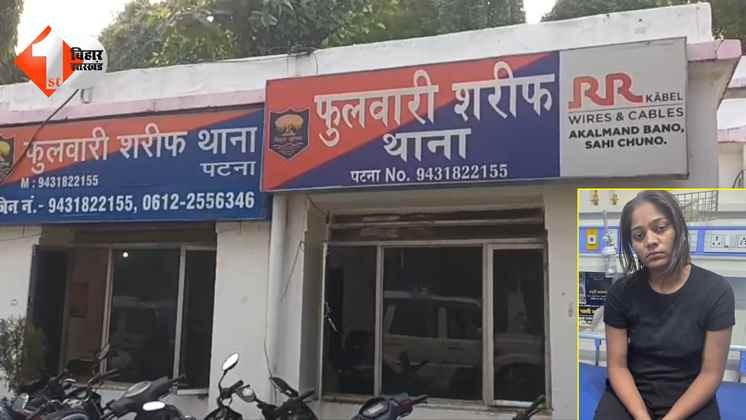 1st
बिहार
झारखंड
फुलवारी शरीफ थाना
पटना
M : 9431822155
9431822155, 0612-2556346
फुलवारी शरीफ
थाना
पटना No. 9431822155
RR KĀBEL
WIRES & CABLES
AKALMAND BANO,
SAHI CHUNO.